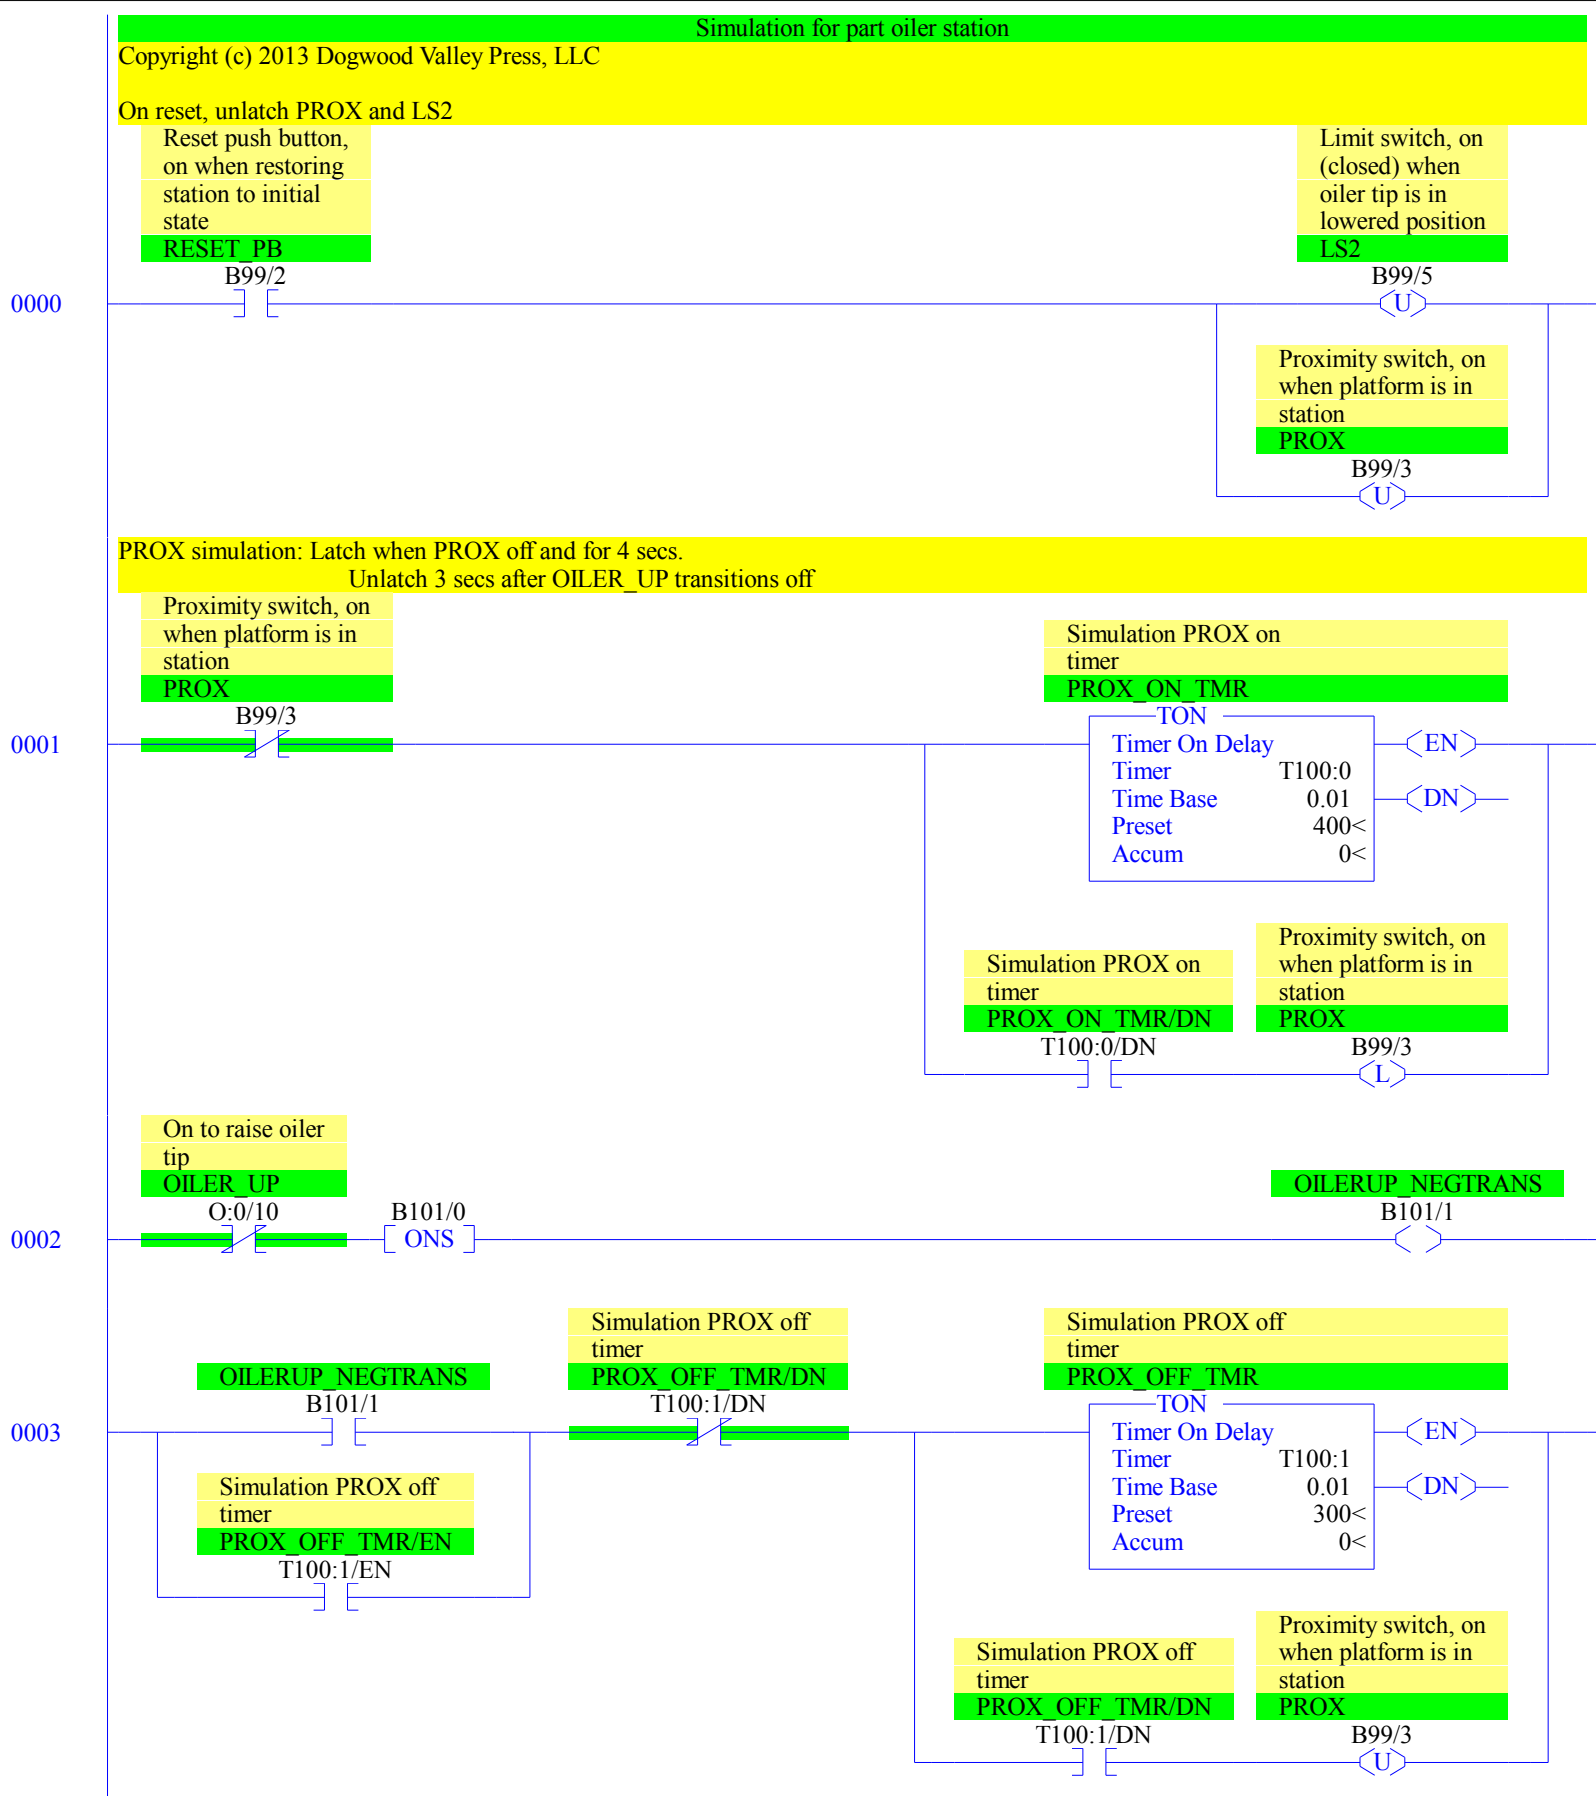 Simulation for part oiler station
Copyright (c) 2013 Dogwood Valley Press, LLC
On reset, unlatch PROX and LS2
Reset push button,
on when restoring
station to initial
state
RESET_PB
B99/2
Limit switch, on
(closed) when
oiler tip is in
lowered position
LS2
B99/5
0000
U
Proximity switch, on
when platform is in
station
PROX
B99/3
U
PROX simulation: Latch when PROX off and for 4 secs.
Unlatch 3 secs after OILER_UP transitions off
Proximity switch, on
when platform is in
station
PROX
B99/3
Simulation PROX on
timer
PROX_ON_TMR
0001
TON
Timer On Delay
Timer T100:0
Time Base 0.01
Preset 400<
Accum 0<
EN
DN
Simulation PROX on
timer
PROX_ON_TMR/DN
T100:0/DN
Proximity switch, on
when platform is in
station
PROX
B99/3
L
On to raise oiler
tip
OILER_UP
O:0/10
B101/0
ONS
OILERUP_NEGTRANS
B101/1
0002
OILERUP_NEGTRANS
B101/1
Simulation PROX off
timer
PROX_OFF_TMR/DN
T100:1/DN
Simulation PROX off
timer
PROX_OFF_TMR
0003
TON
Timer On Delay
Timer T100:1
Time Base 0.01
Preset 300<
Accum 0<
EN
DN
Simulation PROX off
timer
PROX_OFF_TMR/EN
T100:1/EN
Simulation PROX off
timer
PROX_OFF_TMR/DN
T100:1/DN
Proximity switch, on
when platform is in
station
PROX
B99/3
U